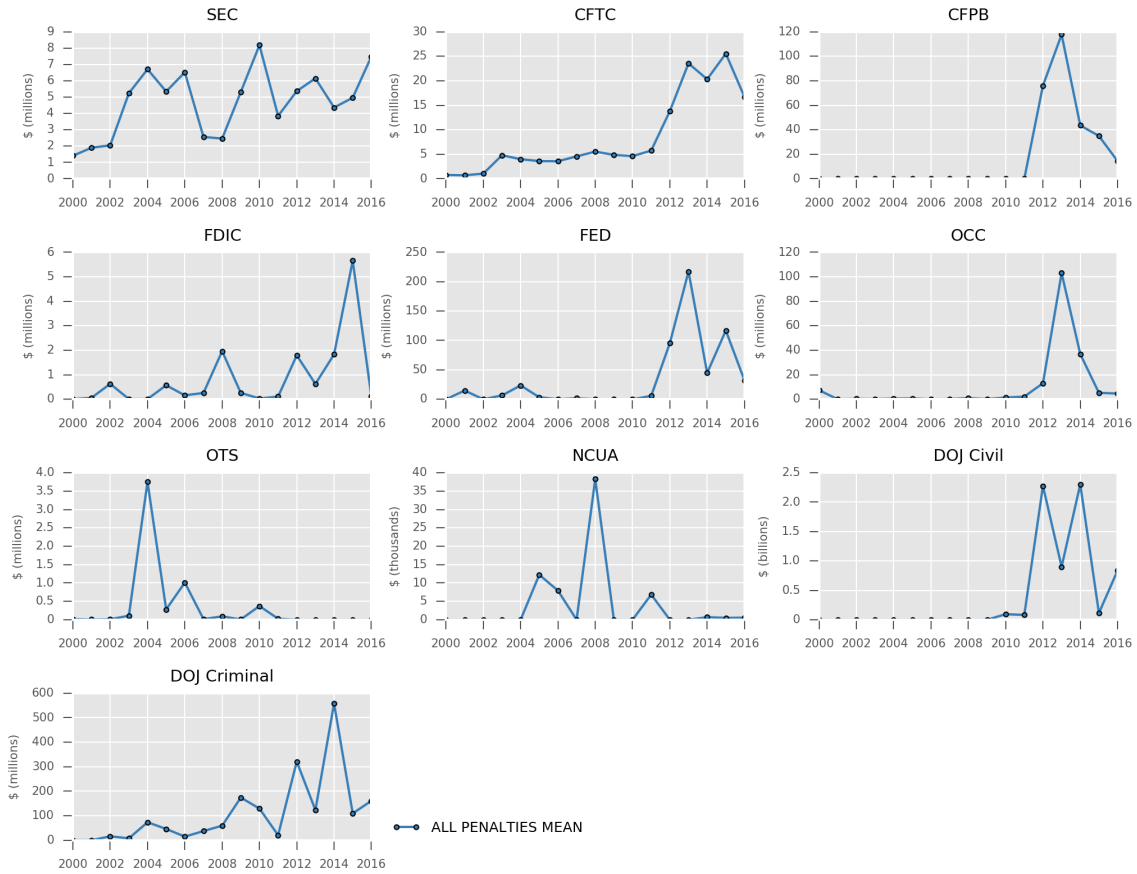 SEC
$ (millions)
9
8
7
6
5
4
3
2
1
0
2000 2002 2004 2006 2008 2010 2012 2014 2016
CFTC
$ (millions)
30
25
20
15
10
5
0
2000 2002 2004 2006 2008 2010 2012 2014 2016
CFPB
$ (millions)
120
100
80
60
40
20
0
2000 2002 2004 2006 2008 2010 2012 2014 2016
FDIC
$ (millions)
6
5
4
3
2
1
0
2000 2002 2004 2006 2008 2010 2012 2014 2016
FED
$ (millions)
250
200
150
100
50
0
2000 2002 2004 2006 2008 2010 2012 2014 2016
OCC
$ (millions)
120
100
80
60
40
20
0
2000 2002 2004 2006 2008 2010 2012 2014 2016
OTS
$ (millions)
4.0
3.5
3.0
2.5
2.0
1.5
1.0
0.5
0
2000 2002 2004 2006 2008 2010 2012 2014 2016
NCUA
$ (thousands)
40
35
30
25
20
15
10
5
0
2000 2002 2004 2006 2008 2010 2012 2014 2016
DOJ Civil
$ (billions)
2.5
2.0
1.5
1.0
0.5
0
2000 2002 2004 2006 2008 2010 2012 2014 2016
DOJ Criminal
$ (millions)
600
500
400
300
200
100
0
2000 2002 2004 2006 2008 2010 2012 2014 2016
ALL PENALTIES MEAN